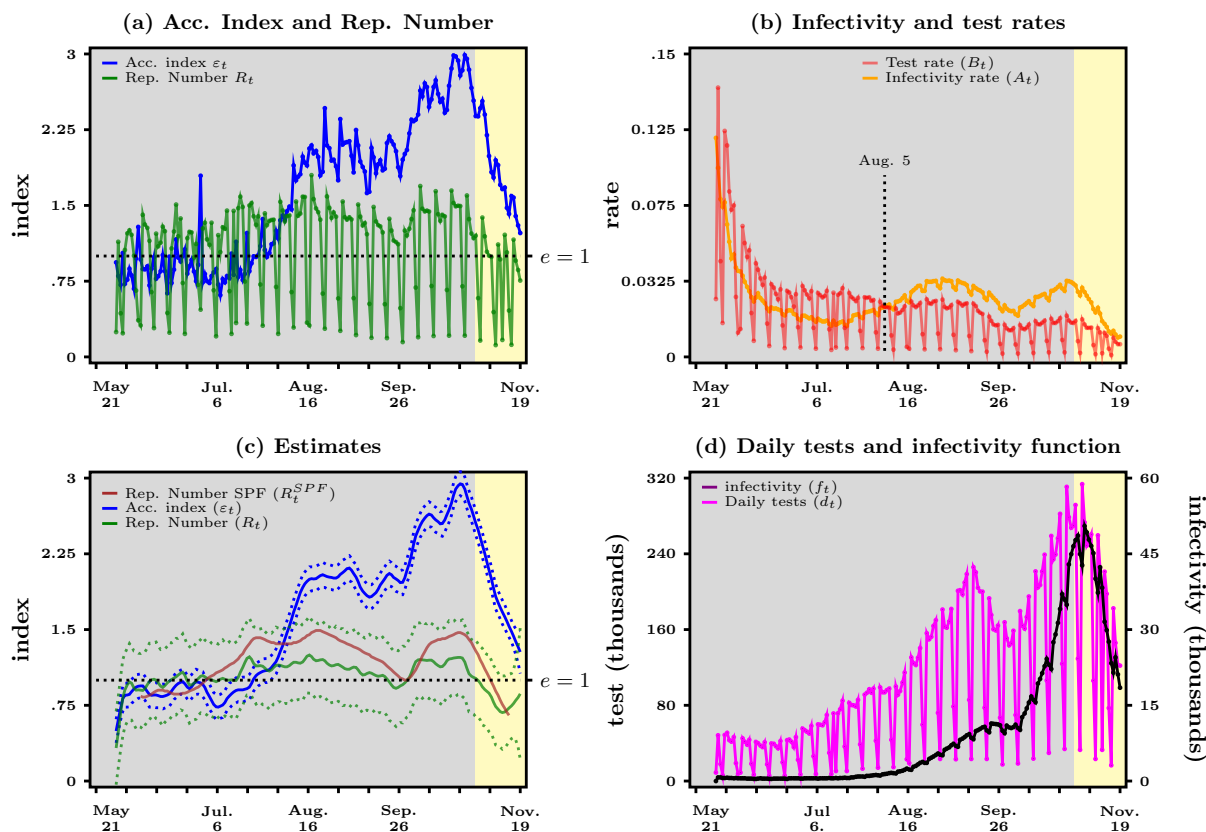 (a) Acc. Index and Rep. Number
3
2.25
1.5
.75
0
index
Acc. index εₜ
Rep. Number Rₜ
e = 1
May 21
Jul. 6
Aug. 16
Sep. 26
Nov. 19
(b) Infectivity and test rates
.15
0.125
0.075
0.0325
0
rate
Test rate (Bₜ)
Infectivity rate (Aₜ)
Aug. 5
May 21
Jul. 6
Aug. 16
Sep. 26
Nov. 19
(c) Estimates
3
2.25
1.5
.75
0
index
Rep. Number SPF (Rₜ^SPF)
Acc. index (εₜ)
Rep. Number (Rₜ)
e = 1
May 21
Jul. 6
Aug. 16
Sep. 26
Nov. 19
(d) Daily tests and infectivity function
320
240
160
80
0
test (thousands)
infectivity (fₜ)
Daily tests (dₜ)
60
45
30
15
0
infectivity (thousands)
May 21
Jul 6.
Aug. 16
Sep. 26
Nov. 19